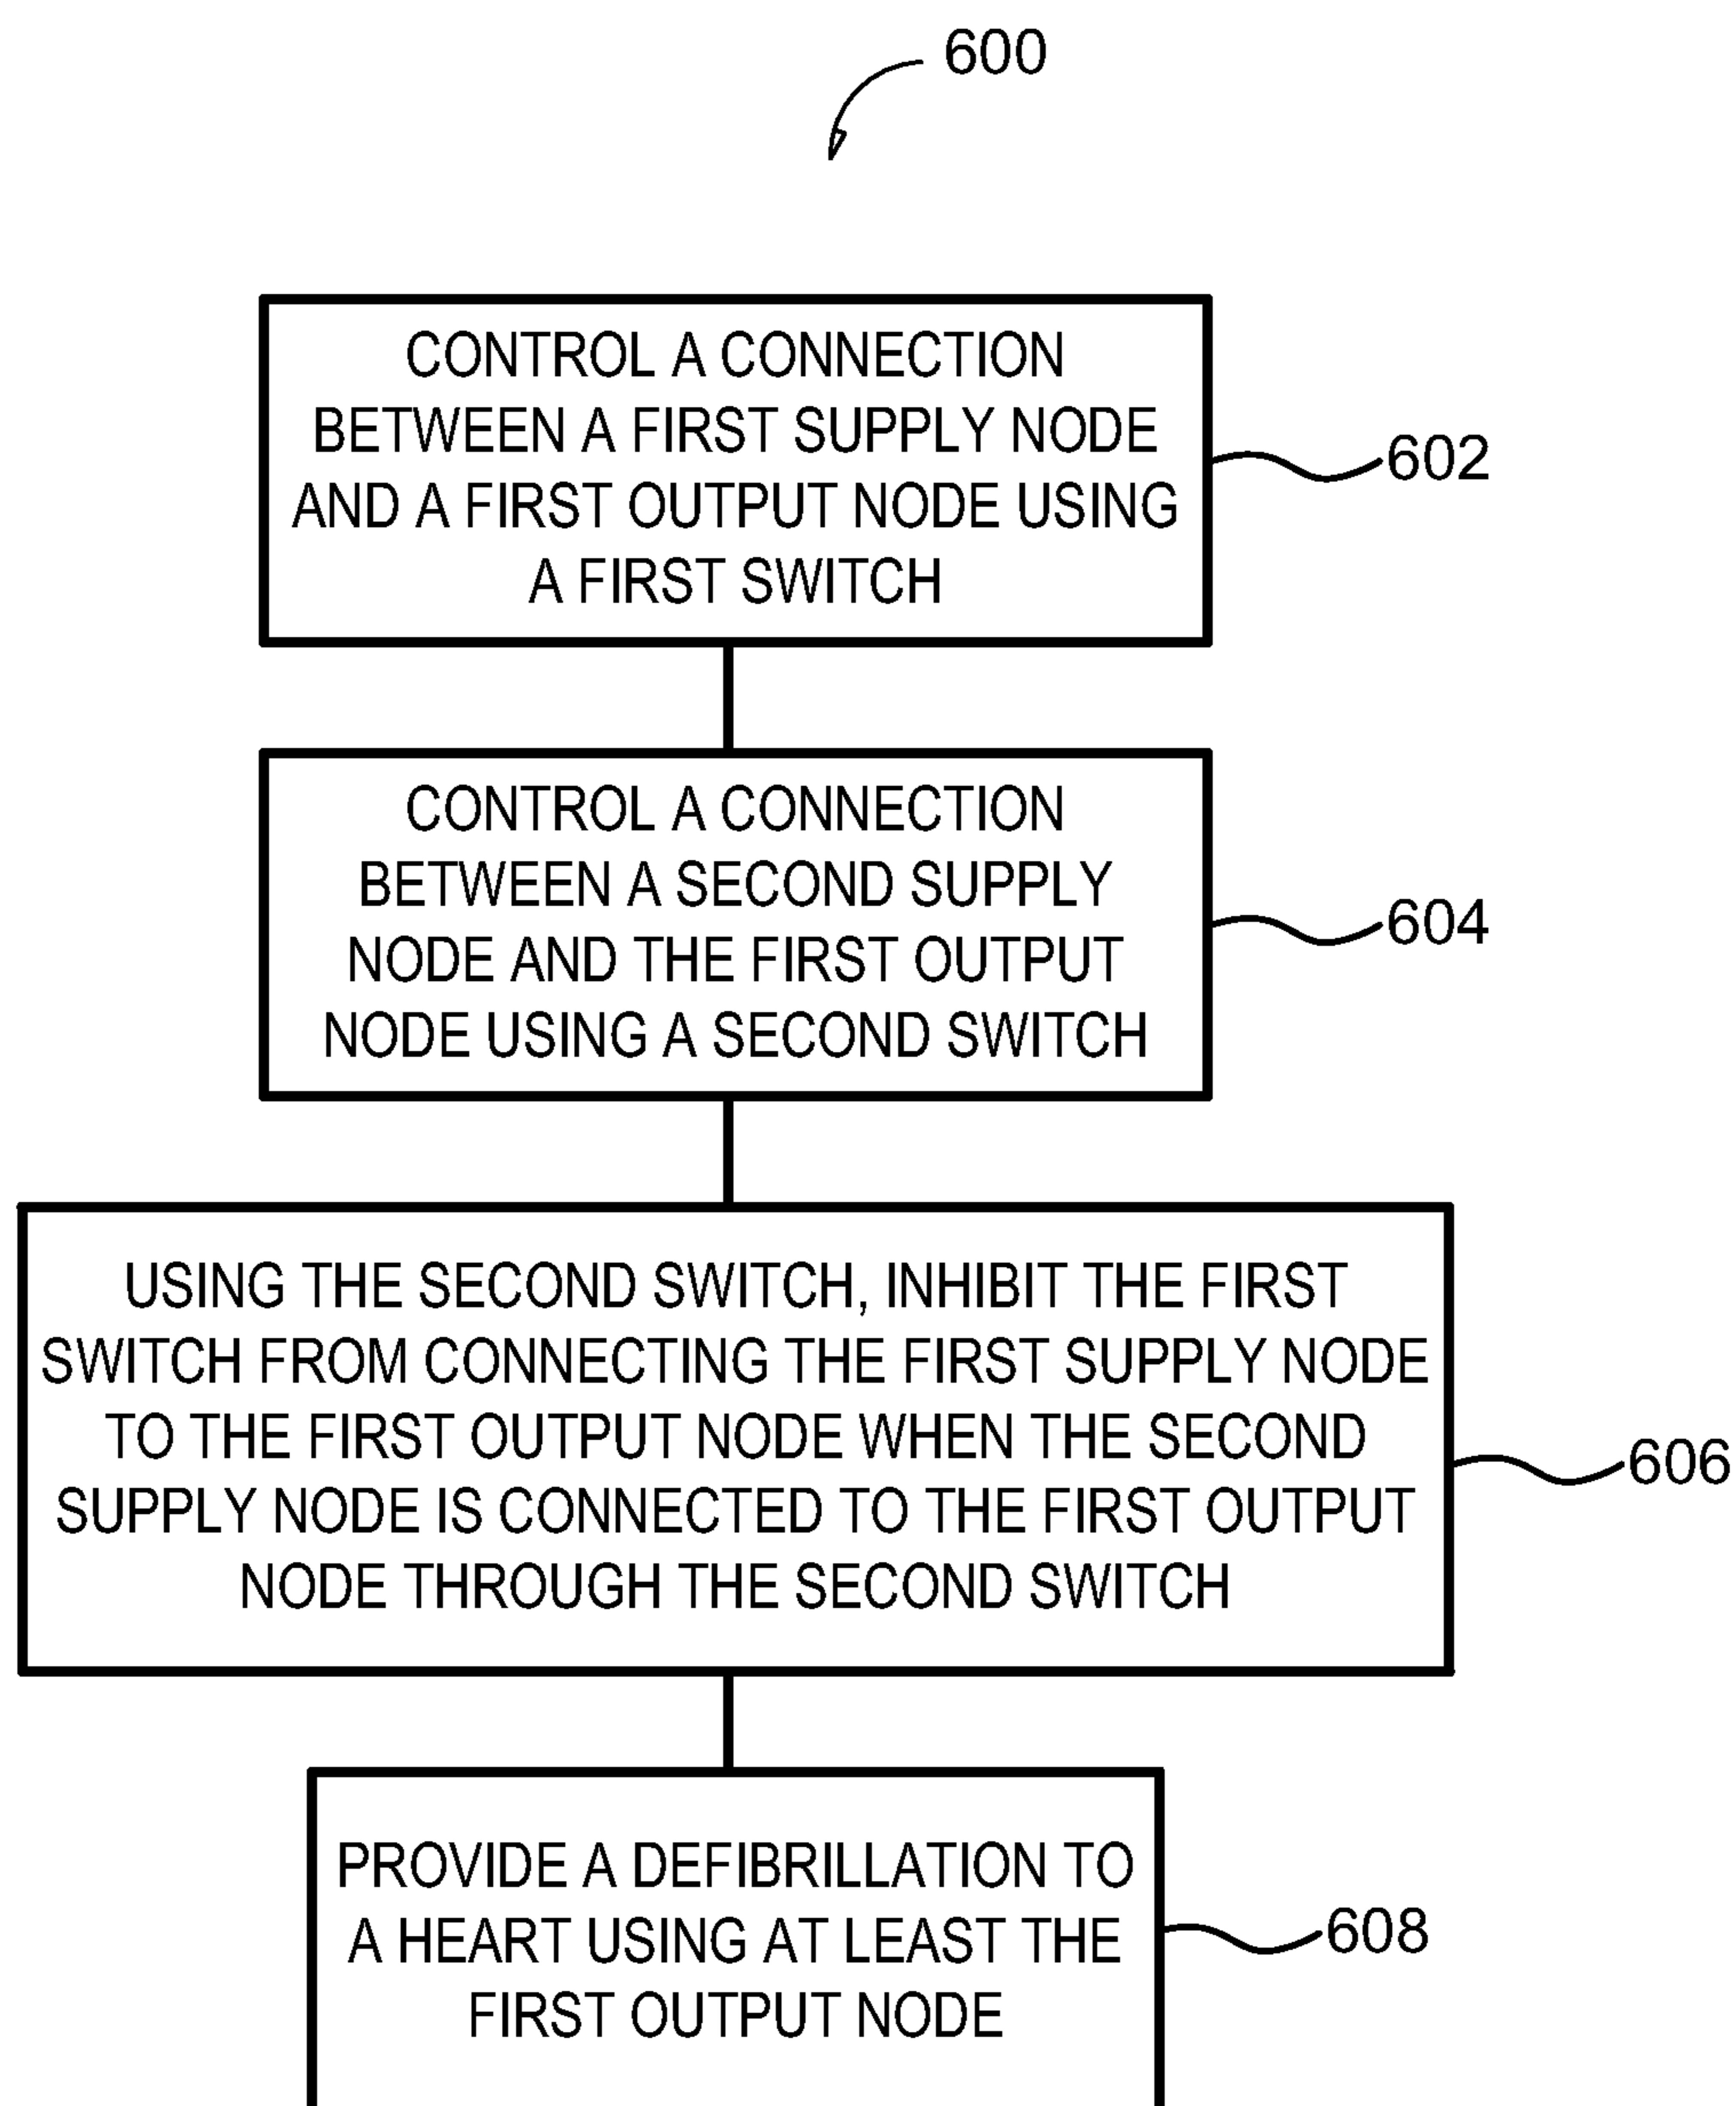 600
CONTROL A CONNECTION
BETWEEN A FIRST SUPPLY NODE
AND A FIRST OUTPUT NODE USING
A FIRST SWITCH
602
CONTROL A CONNECTION
BETWEEN A SECOND SUPPLY
NODE AND THE FIRST OUTPUT
NODE USING A SECOND SWITCH
604
USING THE SECOND SWITCH, INHIBIT THE FIRST
SWITCH FROM CONNECTING THE FIRST SUPPLY NODE
TO THE FIRST OUTPUT NODE WHEN THE SECOND
SUPPLY NODE IS CONNECTED TO THE FIRST OUTPUT
NODE THROUGH THE SECOND SWITCH
606
PROVIDE A DEFIBRILLATION TO
A HEART USING AT LEAST THE
FIRST OUTPUT NODE
608